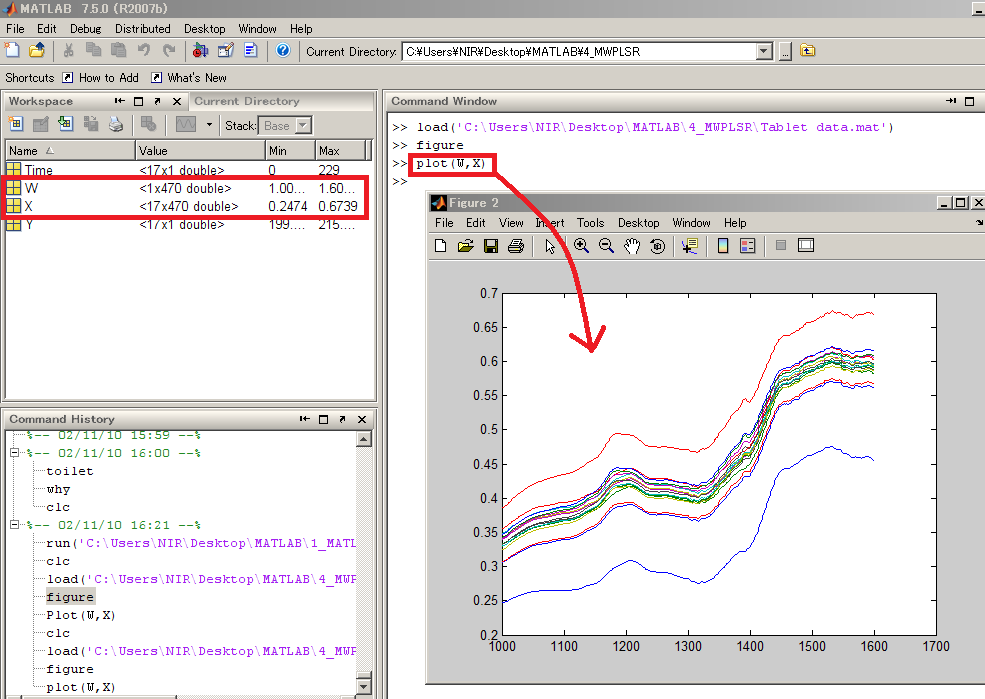 MATLAB 7.5.0 (R2007b)
File Edit Debug Distributed Desktop Window Help
Current Directory: C:¥Users¥NIR¥Desktop¥MATLAB¥4_MWPLSR ...
Shortcuts How to Add What's New
Workspace
Current Directory
Stack: Base
Name Value Min Max
Time <17x1 double> 0 229
W <1x470 double> 1.00... 1.60...
X <17x470 double> 0.2474 0.6739
Y <17x1 double> 199.... 215....
Command History
%-- 02/11/10 15:59 --%
%-- 02/11/10 16:00 --%
toilet
why
clc
%-- 02/11/10 16:21 --%
run('C:\Users\NIR\Desktop\MATLAB\1_MATL
clc
load('C:\Users\NIR\Desktop\MATLAB\4_MWP
figure
Plot(W,X)
clc
load('C:\Users\NIR\Desktop\MATLAB\4_MWP
figure
plot(W,X)
Command Window
>> load('C:\Users\NIR\Desktop\MATLAB\4_MWPLSR\Tablet data.mat')
>> figure
>> plot(W,X)
>>
Figure 2
File Edit View Insert Tools Desktop Window Help
0.7
0.65
0.6
0.55
0.5
0.45
0.4
0.35
0.3
0.25
0.2
1000 1100 1200 1300 1400 1500 1600 1700